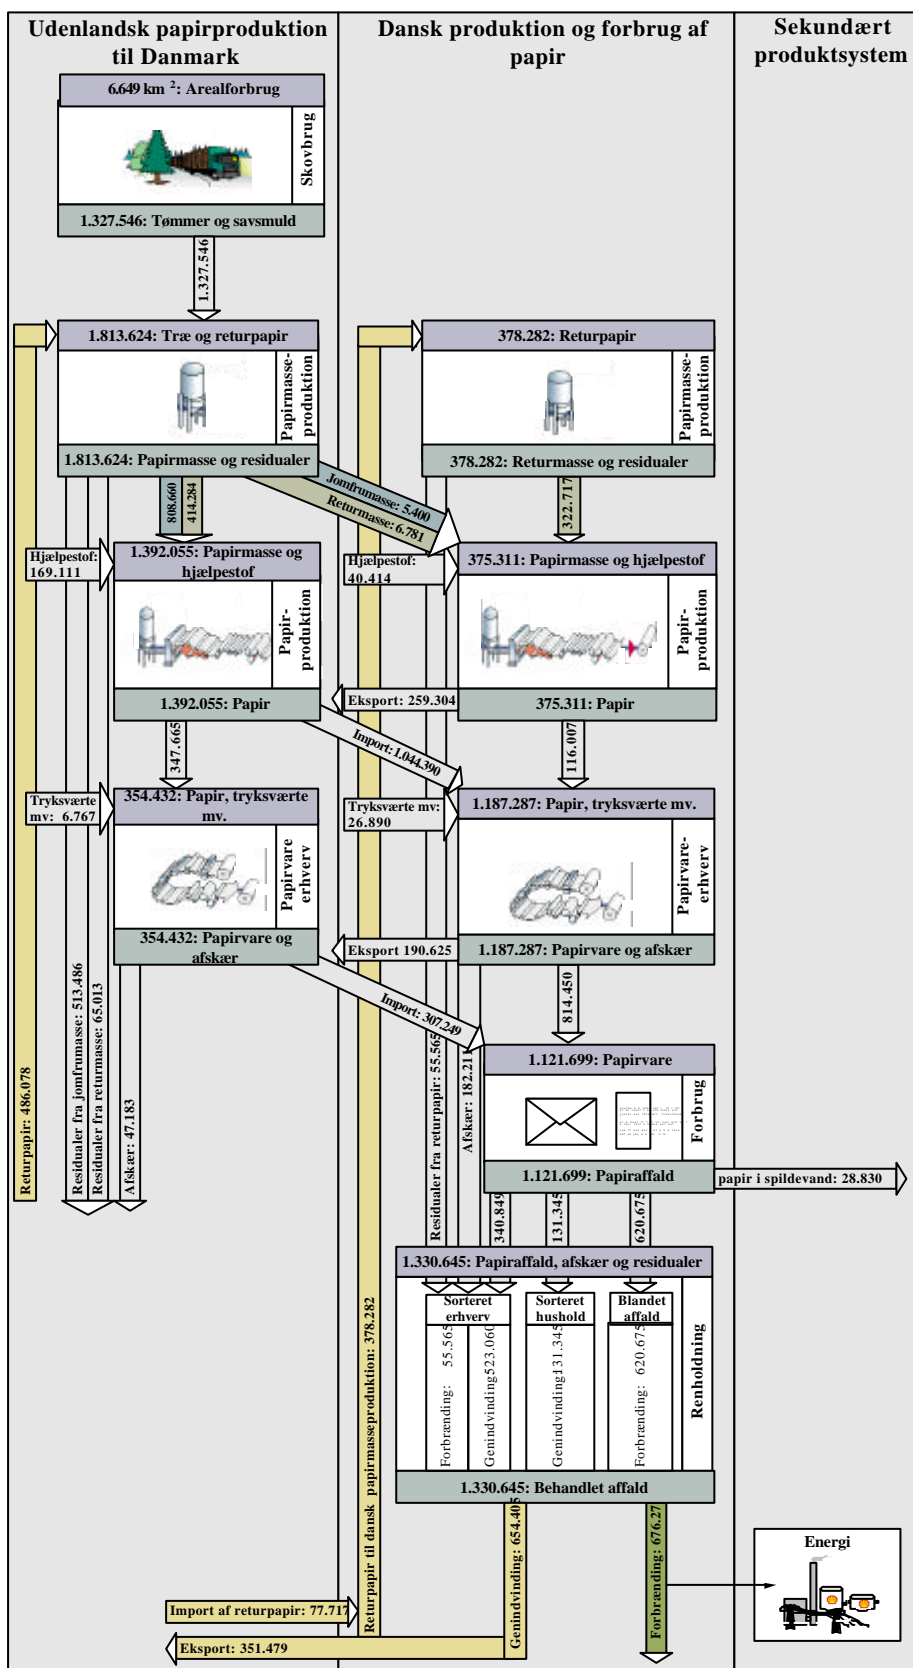 Udenlandsk papirproduktion
til Danmark
Dansk produktion og forbrug af
papir
Sekundært
produktsystem
6.649 km 2: Arealforbrug
Skovbrug
1.327.546: Tømmer og savsmuld
1.327.546
1.813.624: Træ og returpapir
Papirmasse-
produktion
1.813.624: Papirmasse og residualer
378.282: Returpapir
Papirmasse-
produktion
378.282: Returmasse og residualer
808.660
414.284
Jomfrumasse: 5.400
Returmasse: 6.781
322.717
Hjælpestof:
169.111
1.392.055: Papirmasse og
hjælpestof
Papir-
produktion
1.392.055: Papir
Hjælpestof:
40.414
375.311: Papirmasse og hjælpestof
Papir-
produktion
375.311: Papir
Eksport: 259.304
347.665
Import: 1.044.390
116.007
Tryksværte
mv: 6.767
354.432: Papir, tryksværte
mv.
Papirvare-
erhverv
354.432: Papirvare og
afskær
Tryksværte mv:
26.890
1.187.287: Papir, tryksværte mv.
Papirvare-
erhverv
1.187.287: Papirvare og afskær
Eksport 190.625
Import: 307.249
814.450
Returpapir: 486.078
Residualer fra jomfrumasse: 513.486
Residualer fra returmasse: 65.013
Afskær: 47.183
Residualer fra returpapir: 55.565
Afskær: 182.211
1.121.699: Papirvare
Forbrug
1.121.699: Papiraffald
papir i spildevand: 28.830
340.849
131.345
620.675
1.330.645: Papiraffald, afskær og residualer
Sorteret
erhverv
Sorteret
hushold
Blandet
affald
Forbrænding: 55.565
Genindvinding523.060
Genindvinding131.345
Forbrænding: 620.675
Renholdning
1.330.645: Behandlet affald
Returpapir til dansk papirmasseproduktion: 378.282
Genindvinding: 654.405
Forbrænding: 676.27
Energi
Import af returpapir: 77.717
Eksport: 351.479